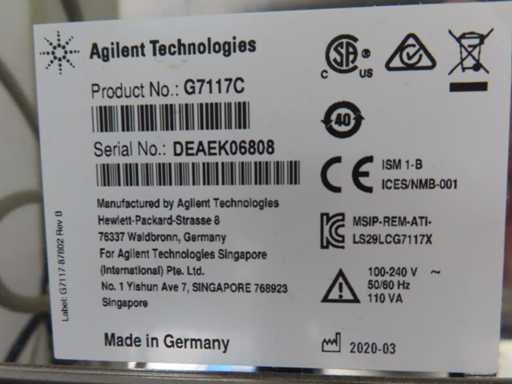 Agilent Technologies
Product No.: G7117C
Serial No.: DEAEK06808
Manufactured by Agilent Technologies
Hewlett-Packard-Strasse 8
76337 Waldbronn, Germany
For Agilent Technologies Singapore
(International) Pte. Ltd.
No. 1 Yishun Ave 7, SINGAPORE 768923
Singapore
Made in Germany
Label: G7117-87802 Rev B
C US
40
CE
ISM 1-B
ICES/NMB-001
MSIP-REM-ATI-
LS29LCG7117X
100-240 V ~
50/60 Hz
110 VA
2020-03